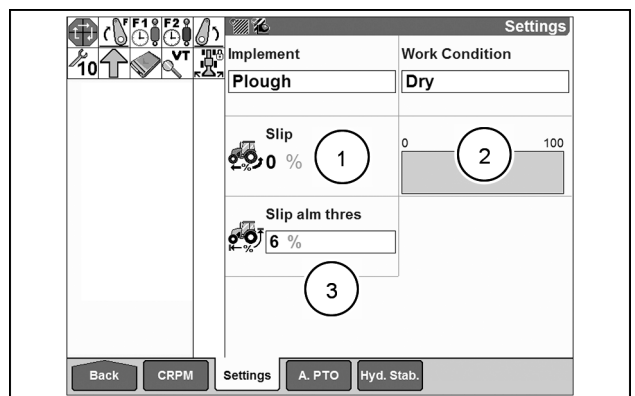 F F1 F2
10 VT
Settings
Implement
Work Condition
Plough
Dry
Slip
0 %
1
0 100
2
Slip alm thres
6 %
3
Back
CRPM
Settings
A. PTO
Hyd. Stab.